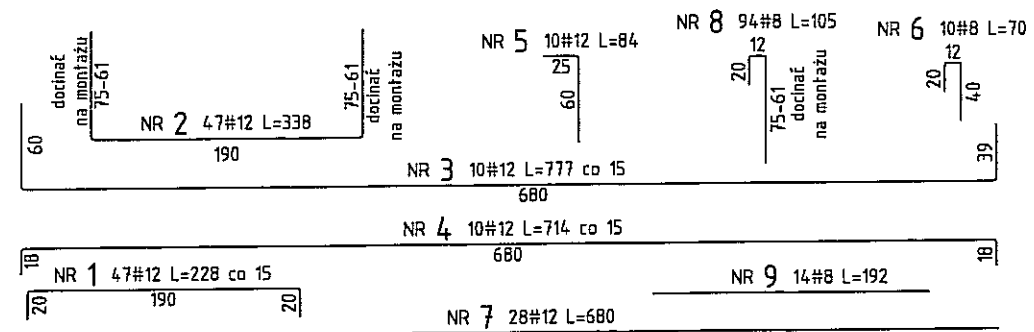 NR 5 10#12 L=84
25
60
NR 8 94#8 L=105
12
20
75-61
docinać
na montażu
NR 6 10#8 L=70
12
20
40
docinać
na montażu
75-61
75-61
docinać
na montażu
NR 2 47#12 L=338
190
60
39
NR 3 10#12 L=777 co 15
680
NR 4 10#12 L=714 co 15
680
18
18
NR 1 47#12 L=228 co 15
20
190
20
NR 9 14#8 L=192
NR 7 28#12 L=680